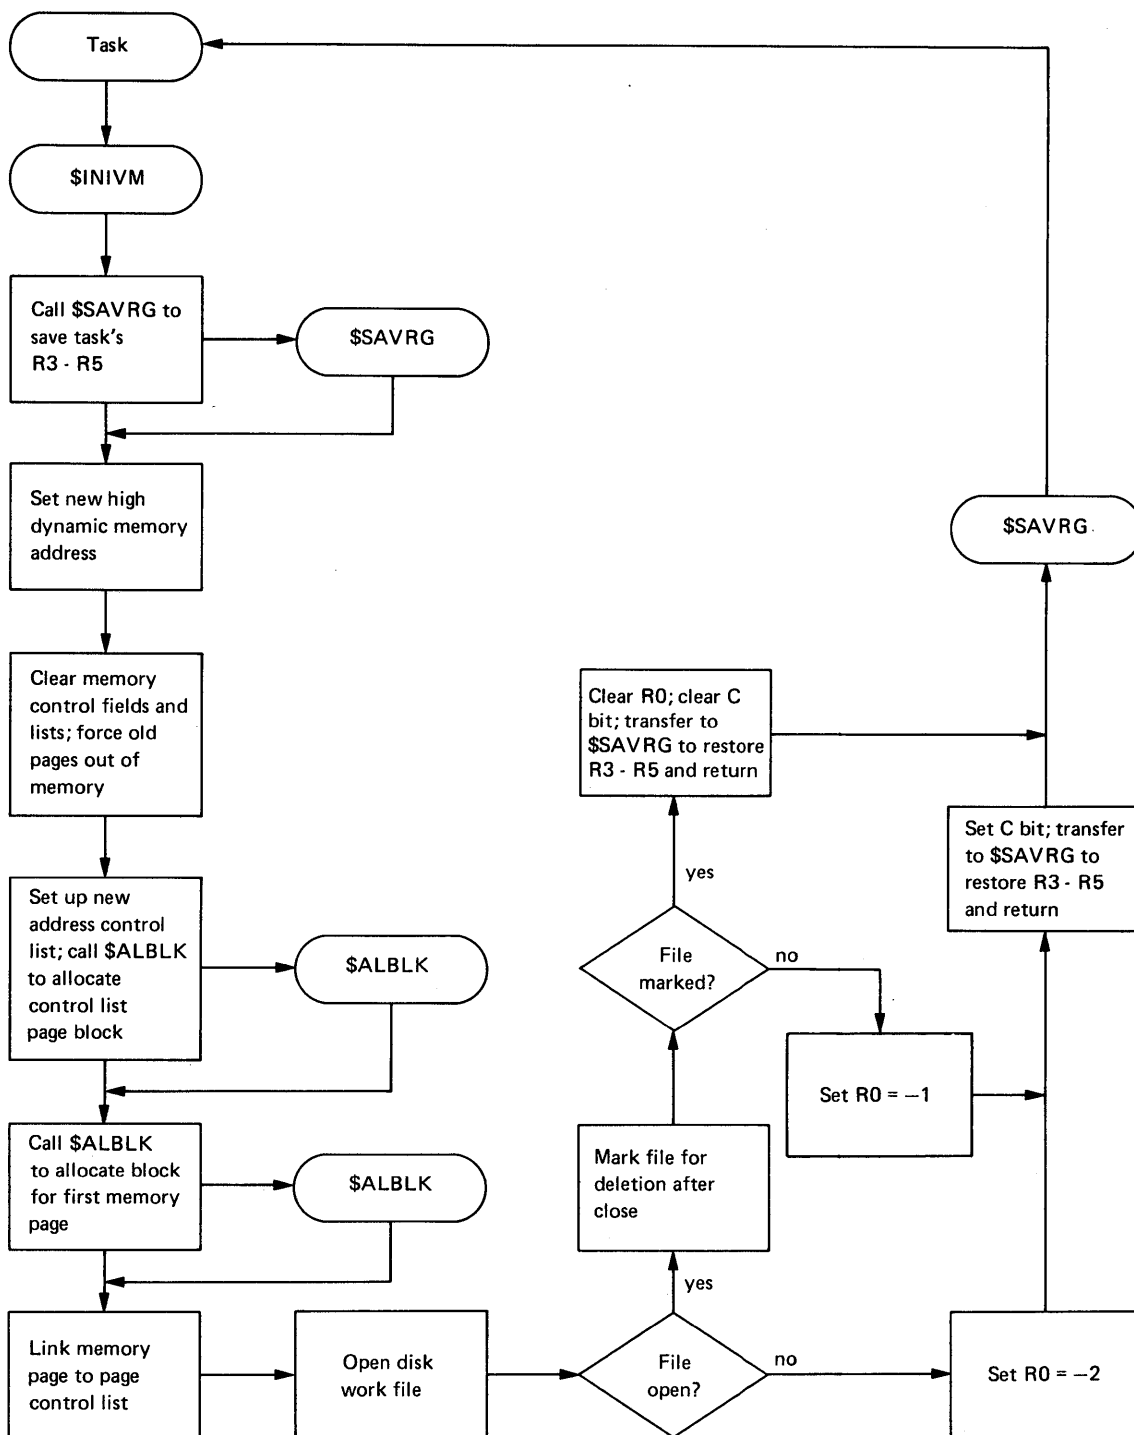 Task
$INIVM
Call $SAVRG to
save task's
R3 - R5
$SAVRG
Set new high
dynamic memory
address
$SAVRG
Clear memory
control fields and
lists; force old
pages out of
memory
Clear R0; clear C
bit; transfer to
$SAVRG to restore
R3 - R5 and return
Set C bit; transfer
to $SAVRG to
restore R3 - R5
and return
yes
Set up new
address control
list; call $ALBLK
to allocate
control list
page block
$ALBLK
File
marked?
no
Set R0 = −1
Call $ALBLK
to allocate block
for first memory
page
$ALBLK
Mark file for
deletion after
close
yes
Link memory
page to page
control list
Open disk
work file
File
open?
no
Set R0 = −2